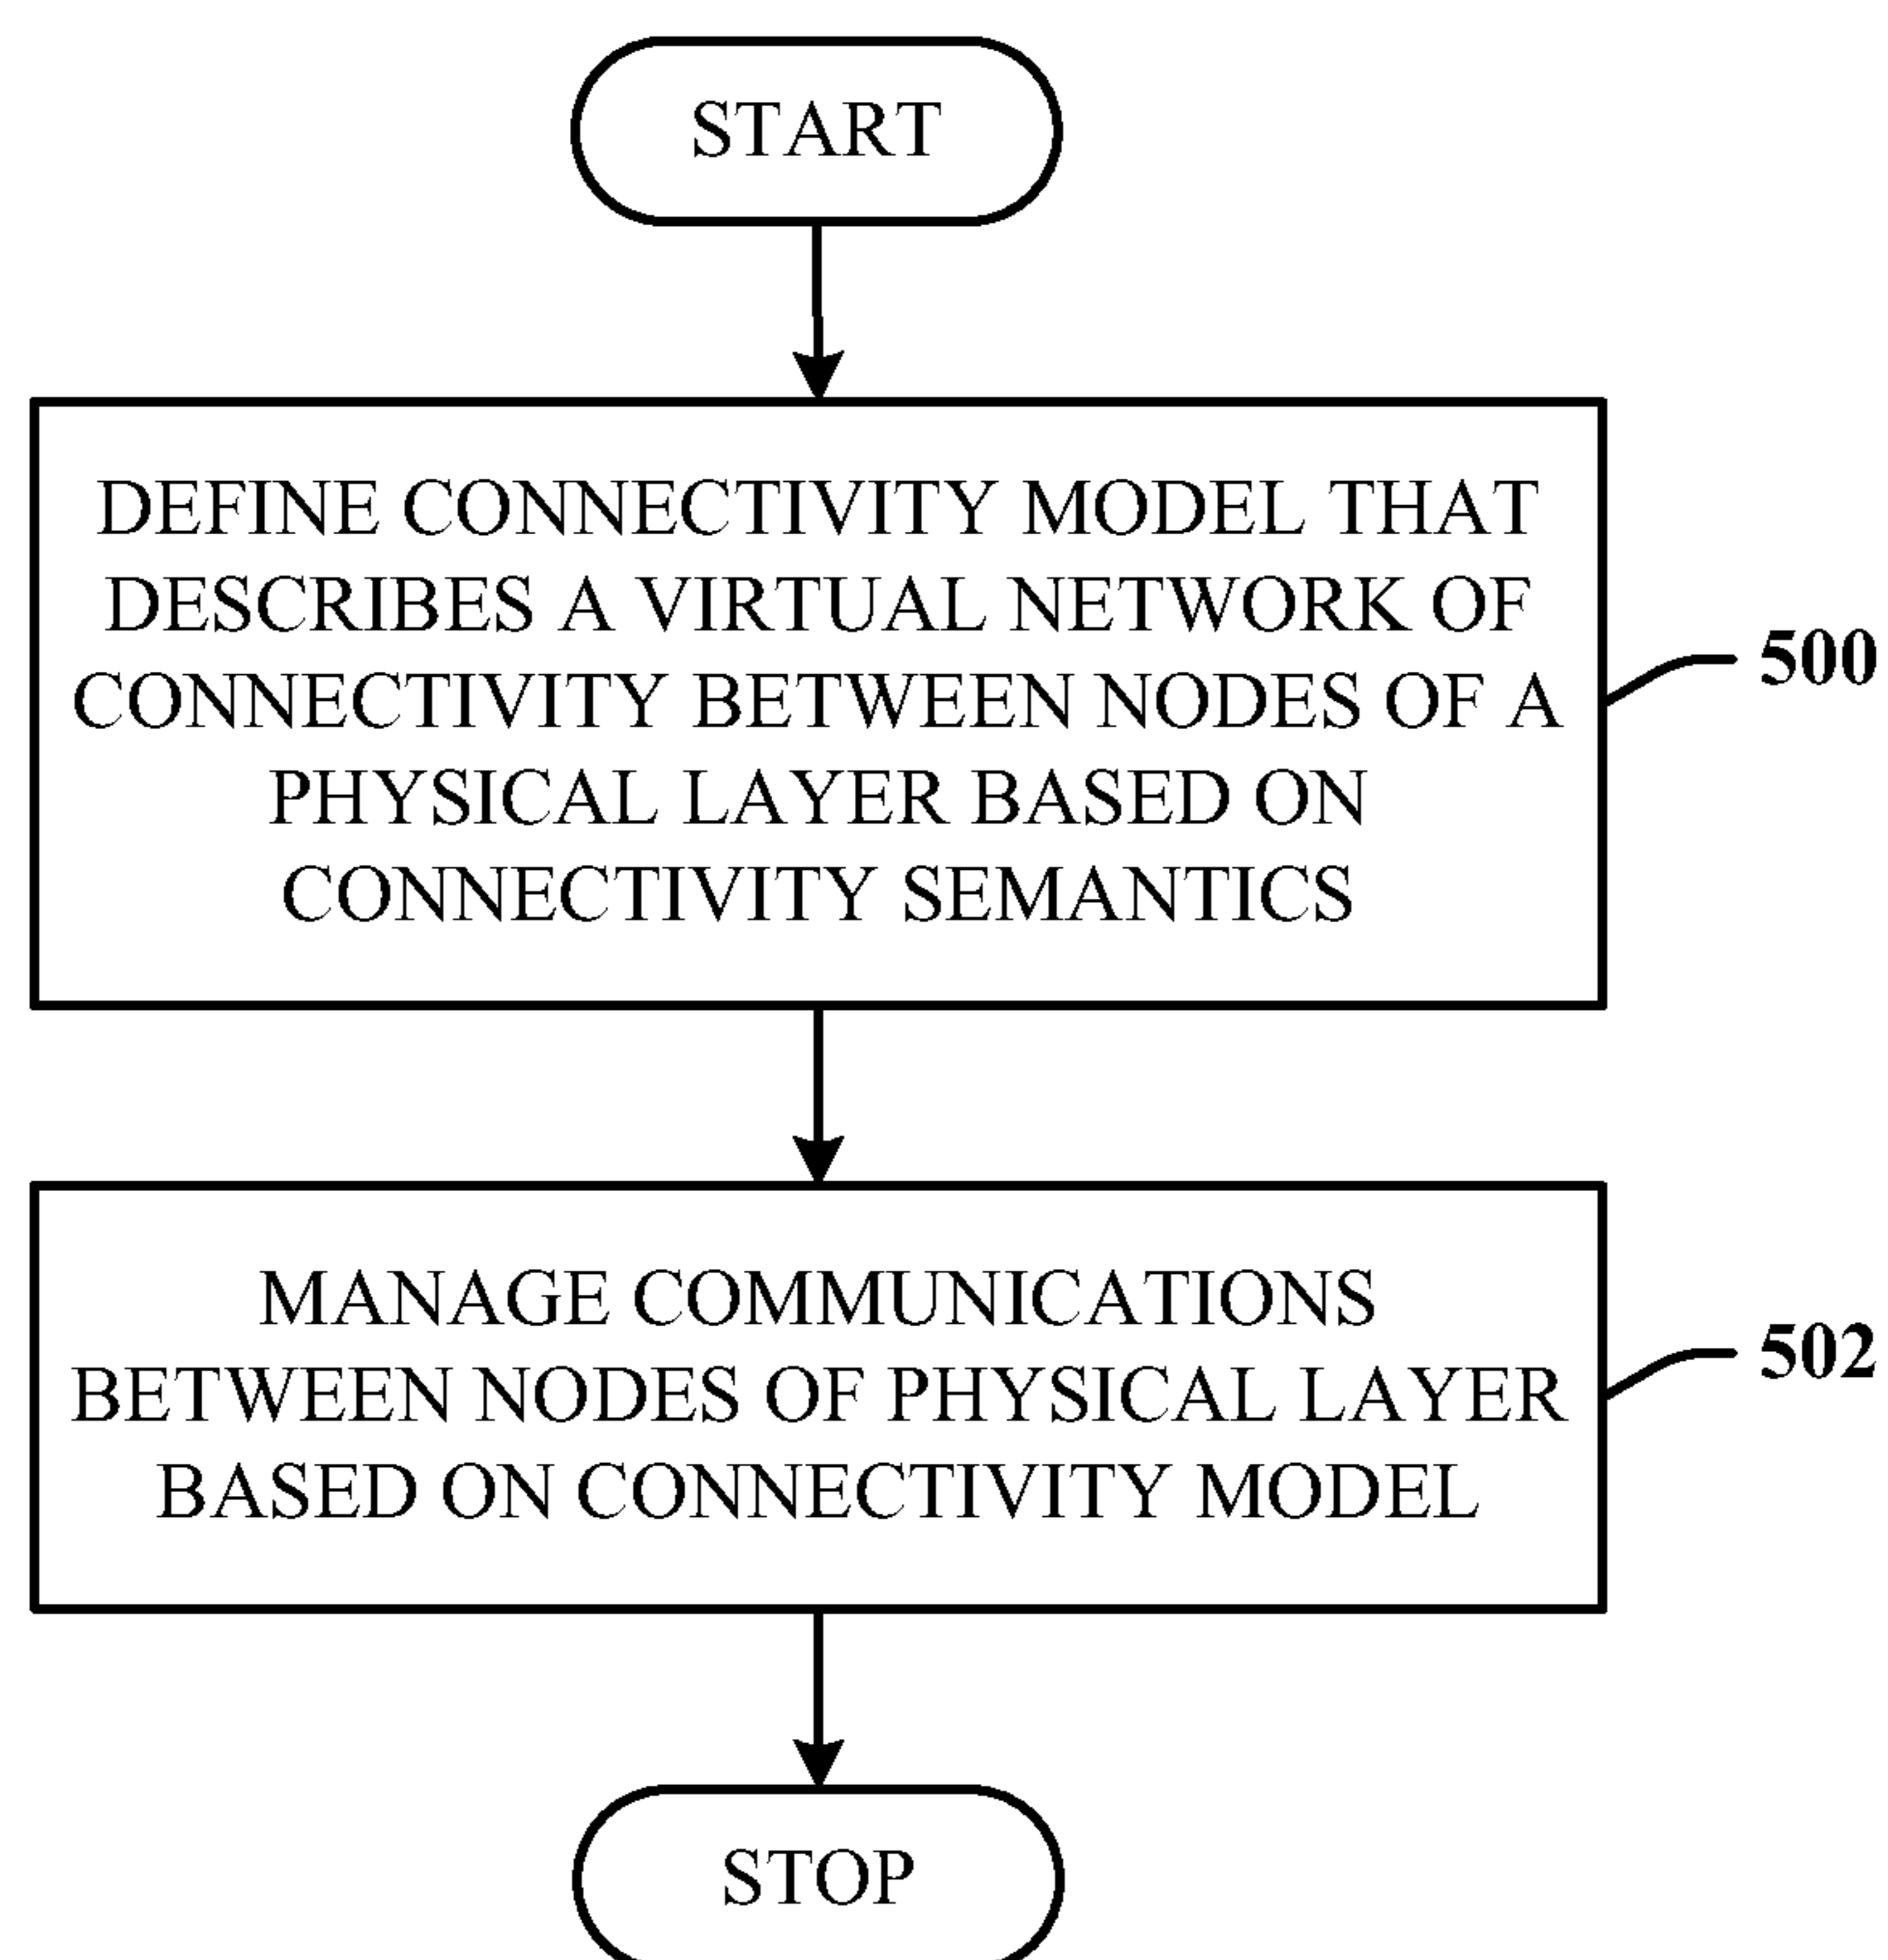 START
DEFINE CONNECTIVITY MODEL THAT
DESCRIBES A VIRTUAL NETWORK OF
CONNECTIVITY BETWEEN NODES OF A
PHYSICAL LAYER BASED ON
CONNECTIVITY SEMANTICS
500
MANAGE COMMUNICATIONS
BETWEEN NODES OF PHYSICAL LAYER
BASED ON CONNECTIVITY MODEL
502
STOP